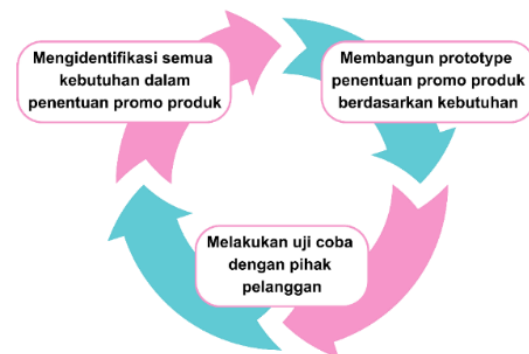 Mengidentifikasi semua
kebutuhan dalam
penentuan promo produk
Membangun prototype
penentuan promo produk
berdasarkan kebutuhan
Melakukan uji coba
dengan pihak
pelanggan